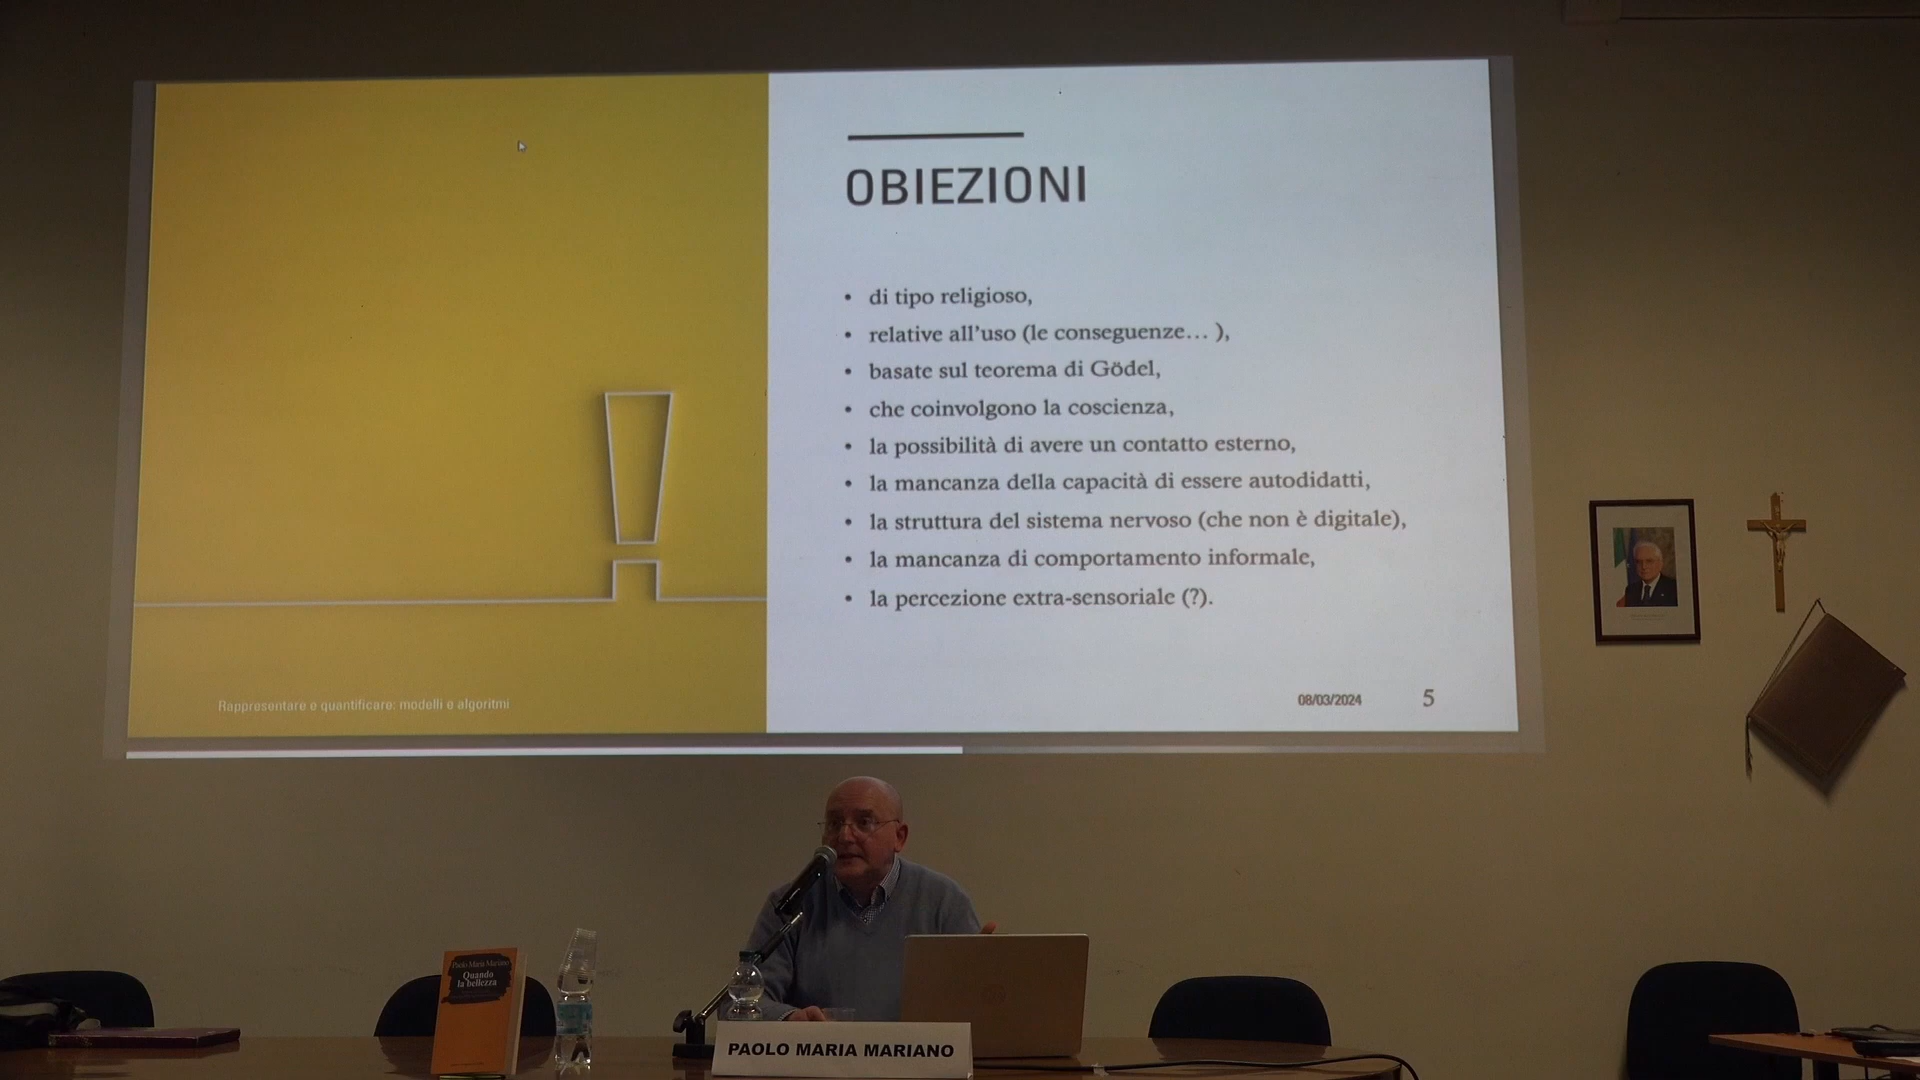 OBIEZIONI
• di tipo religioso,
• relative all'uso (le conseguenze… ),
• basate sul teorema di Gödel,
• che coinvolgono la coscienza,
• la possibilità di avere un contatto esterno,
• la mancanza della capacità di essere autodidatti,
• la struttura del sistema nervoso (che non è digitale),
• la mancanza di comportamento informale,
• la percezione extra-sensoriale (?).
Rappresentare e quantificare: modelli e algoritmi
08/03/2024
5
Paolo Maria Mariano
Quando
la bellezza
PAOLO MARIA MARIANO